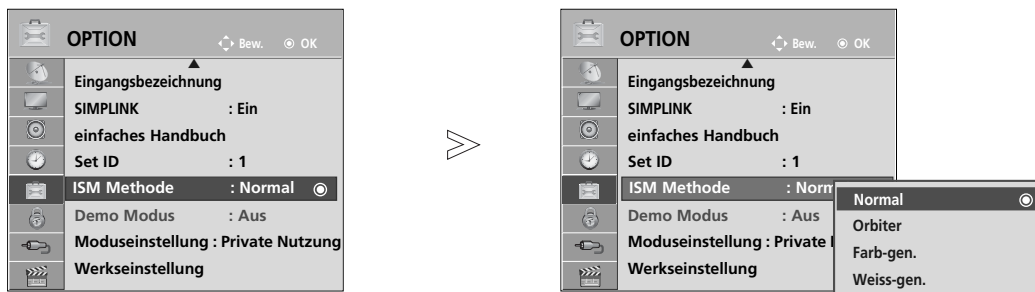 OPTION Bew. OK
Eingangsbezeichnung
SIMPLINK : Ein
einfaches Handbuch
Set ID : 1
ISM Methode : Normal
Demo Modus : Aus
Moduseinstellung : Private Nutzung
Werkseinstellung
OPTION Bew. OK
Eingangsbezeichnung
SIMPLINK : Ein
einfaches Handbuch
Set ID : 1
ISM Methode : Norm
Demo Modus : Aus
Moduseinstellung : Private
Werkseinstellung
Normal
Orbiter
Farb-gen.
Weiss-gen.